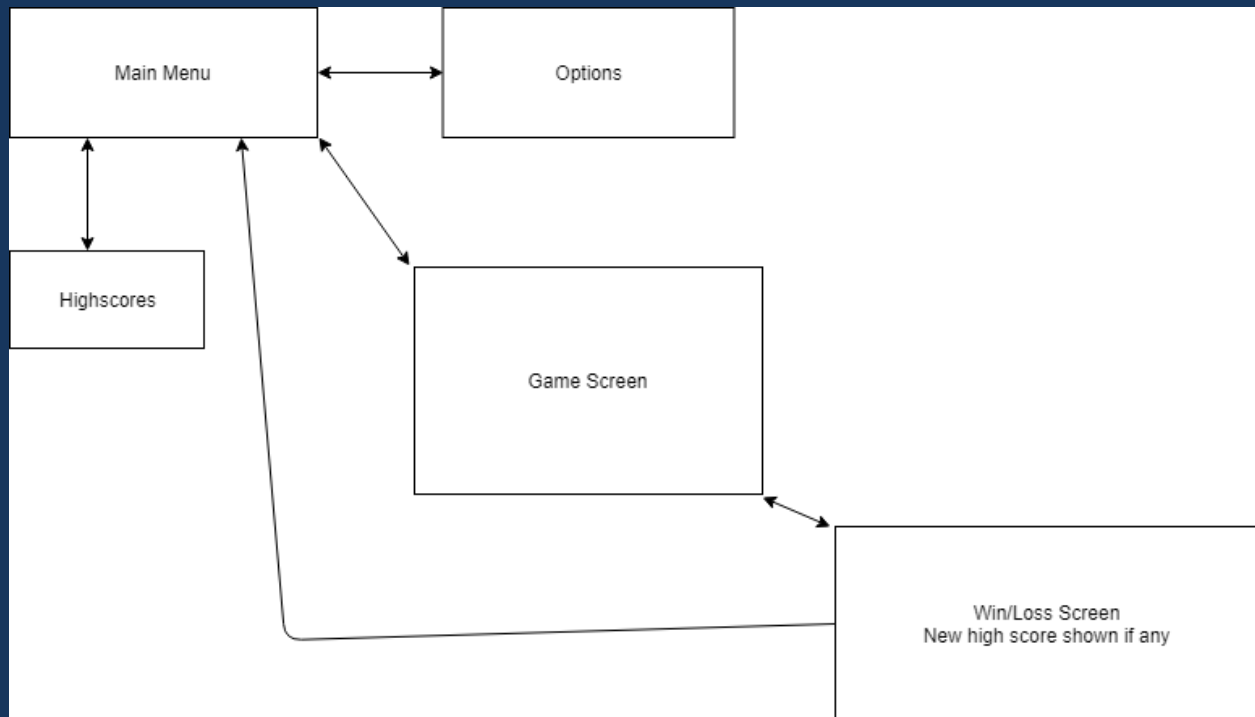 Main Menu
Options
Highscores
Game Screen
Win/Loss Screen
New high score shown if any